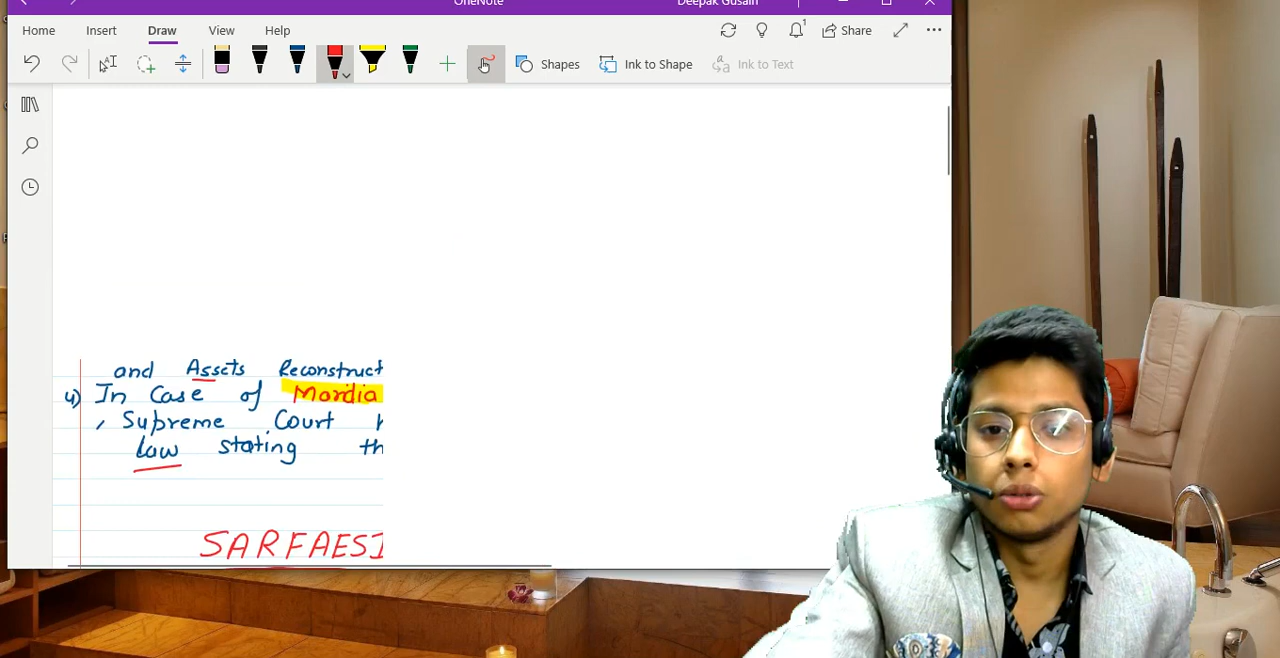 OneNote
Deepak Gusain
Home Insert Draw View Help
1
Share
Shapes
Ink to Shape
Ink to Text
and Assets Reconstruct
4) In Case of Mardia
, Supreme Court
law stating th
SARFAESI